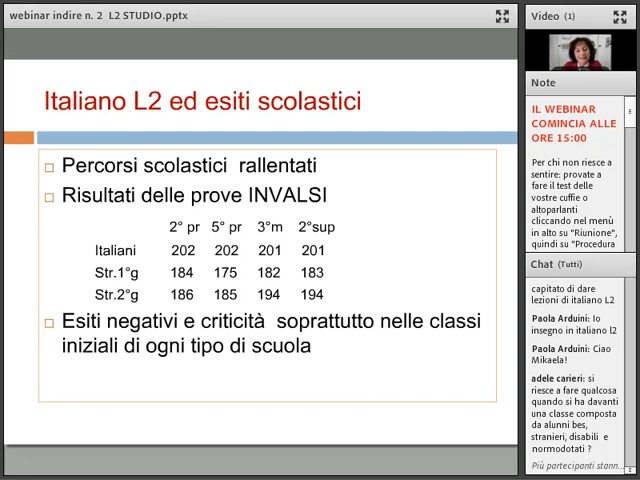 webinar indire n. 2  L2 STUDIO.pptx
Italiano L2 ed esiti scolastici
Percorsi scolastici rallentati
Risultati delle prove INVALSI
2° pr 5° pr 3°m 2°sup
Italiani 202 202 201 201
Str.1°g 184 175 182 183
Str.2°g 186 185 194 194
Esiti negativi e criticità soprattutto nelle classi
iniziali di ogni tipo di scuola
Video (1)
Note
IL WEBINAR
COMINCIA ALLE
ORE 15:00
Per chi non riesce a
sentire: provate a
fare il test delle
vostre cuffie o
altoparlanti
cliccando nel menù
in alto su "Riunione",
quindi su "Procedura
Chat (Tutti)
capitato di dare
lezioni di italiano L2
Paola Arduini: Io
insegno in italiano l2
Paola Arduini: Ciao
Mikaela!
adele carieri: si
riesce a fare qualcosa
quando si ha davanti
una classe composta
da alunni bes,
stranieri, disabili e
normodotati ?
Più partecipanti stann...